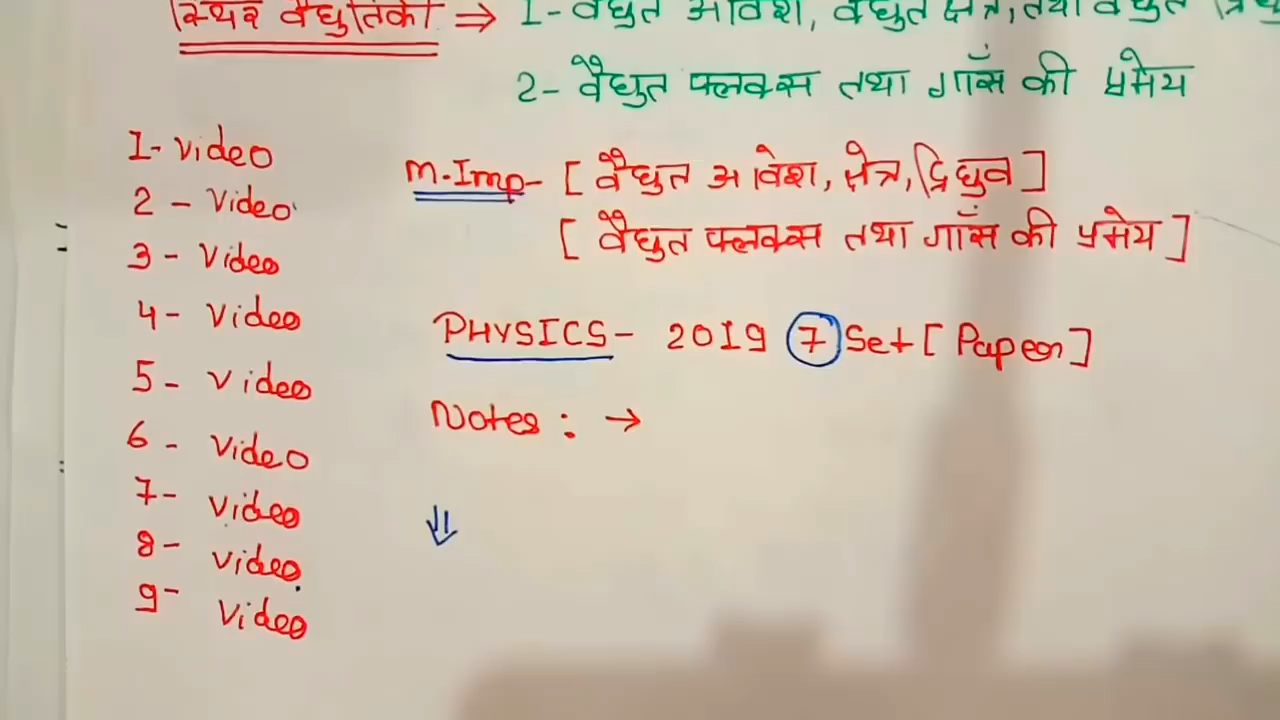 स्थिर वैधुतिकी ⇒ 1- वैधुत आवेश, वैधुत क्षेत्र, तथा वैधुत
2- वैधुत फ्लक्स तथा गॉस की प्रमेय
1- Video
2 - Video
3 - Video
4 - Video
5 - Video
6 - Video
7- Video
8- Video
9- Video
M.Imp- [ वैधुत आवेश, क्षेत्र, द्विध्रुव ]
[ वैधुत फ्लक्स तथा गॉस की प्रमेय ]
PHYSICS- 2019 7 Set [ Paper ]
Notes : →